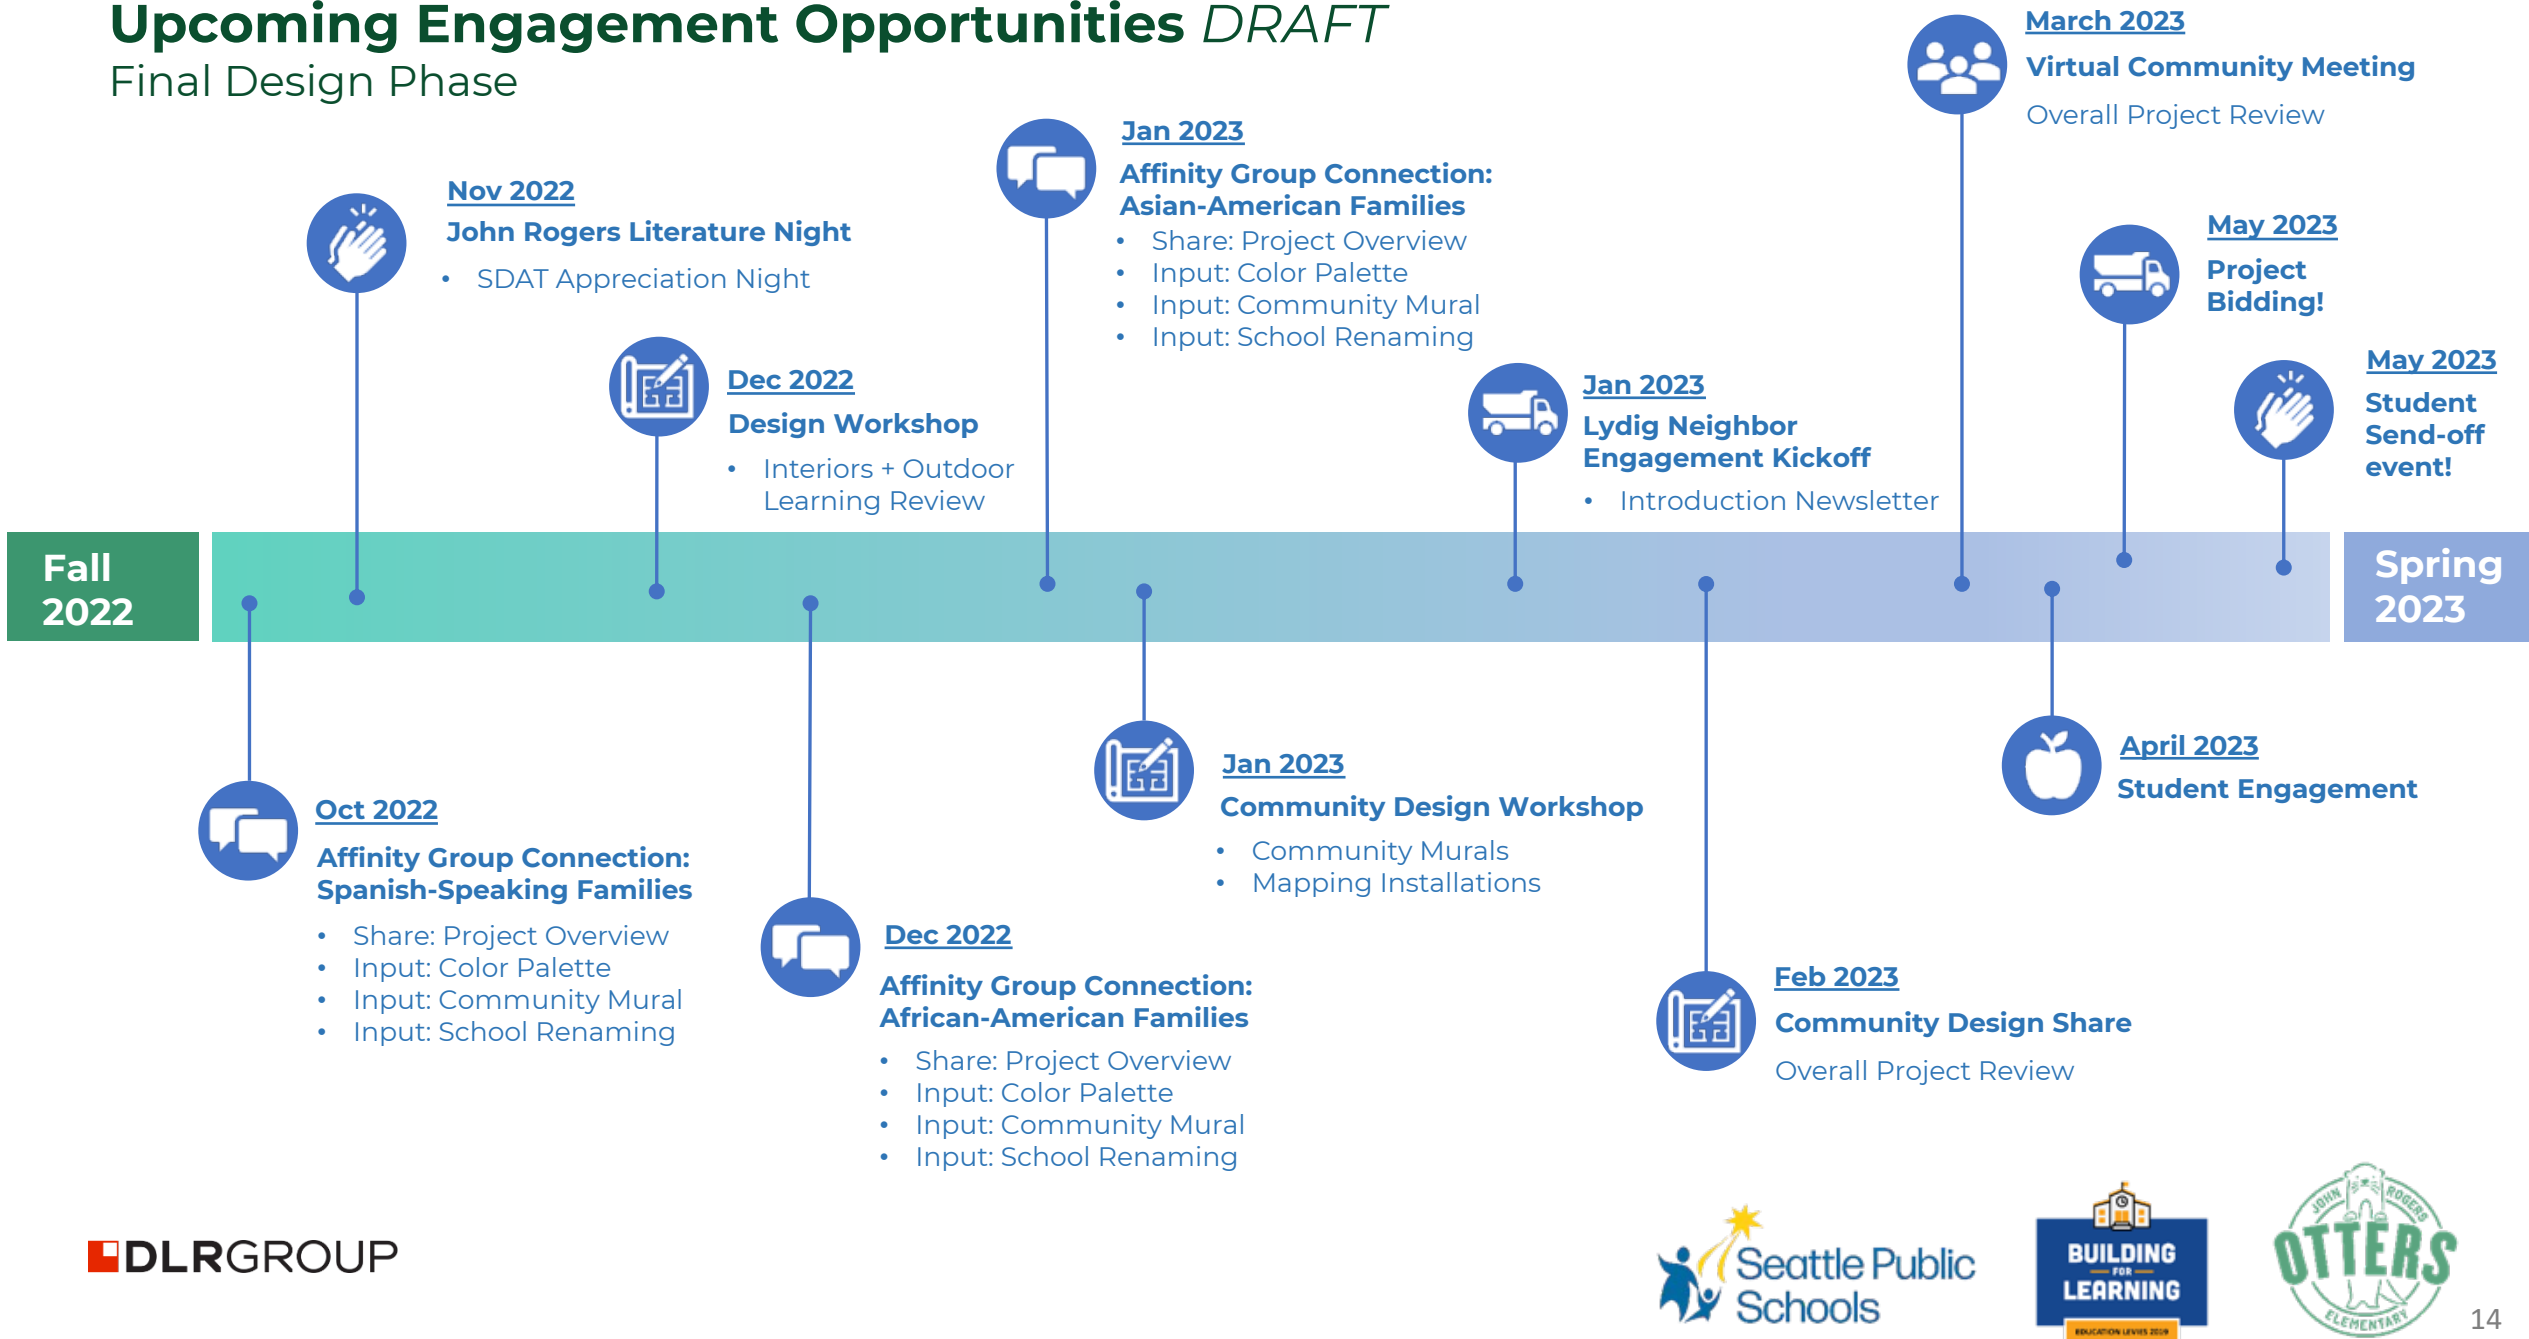 Upcoming Engagement Opportunities DRAFT
Final Design Phase
Nov 2022
John Rogers Literature Night
• SDAT Appreciation Night
Dec 2022
Design Workshop
• Interiors + Outdoor
Learning Review
Jan 2023
Affinity Group Connection:
Asian-American Families
• Share: Project Overview
• Input: Color Palette
• Input: Community Mural
• Input: School Renaming
Jan 2023
Lydig Neighbor
Engagement Kickoff
• Introduction Newsletter
March 2023
Virtual Community Meeting
Overall Project Review
May 2023
Project
Bidding!
May 2023
Student
Send-off
event!
Fall
2022
Spring
2023
Oct 2022
Affinity Group Connection:
Spanish-Speaking Families
• Share: Project Overview
• Input: Color Palette
• Input: Community Mural
• Input: School Renaming
Dec 2022
Affinity Group Connection:
African-American Families
• Share: Project Overview
• Input: Color Palette
• Input: Community Mural
• Input: School Renaming
Jan 2023
Community Design Workshop
• Community Murals
• Mapping Installations
Feb 2023
Community Design Share
Overall Project Review
April 2023
Student Engagement
DLRGROUP
Seattle Public
Schools
BUILDING
FOR
LEARNING
EDUCATION LEVIES 2019
JOHN ROGERS
OTTERS
ELEMENTARY
14